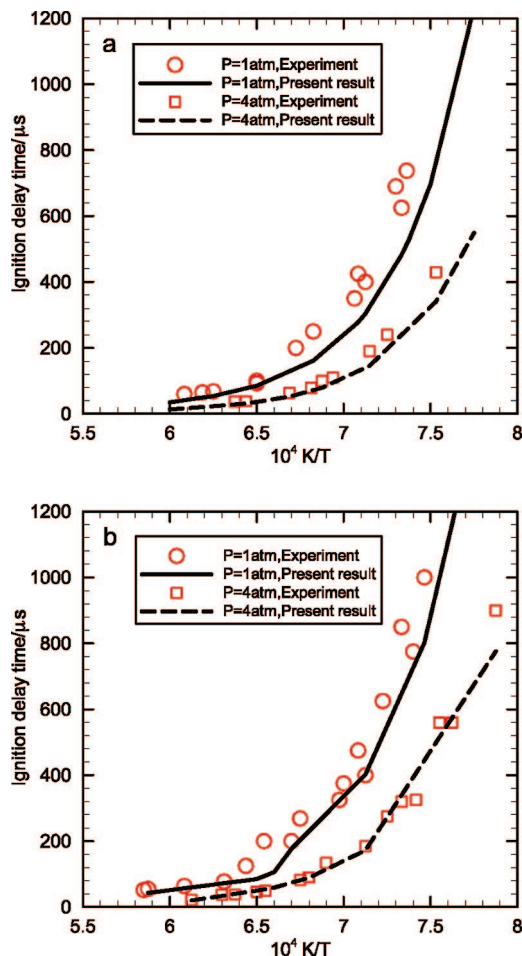 1200
a
P=1atm,Experiment
P=1atm,Present result
P=4atm,Experiment
P=4atm,Present result
1000
800
600
400
200
0
Ignition delay time/μs
5.5 6 6.5 7 7.5 8
10⁴ K/T
1200
b
P=1atm,Experiment
P=1atm,Present result
P=4atm,Experiment
P=4atm,Present result
1000
800
600
400
200
0
Ignition delay time/μs
5.5 6 6.5 7 7.5 8
10⁴ K/T